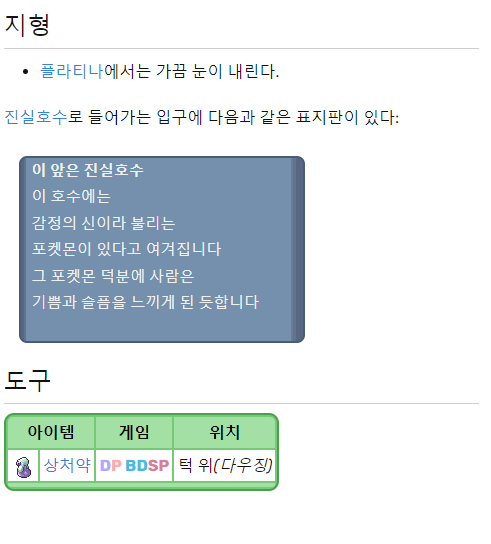 지형
플라티나에서는 가끔 눈이 내린다.
진실호수로 들어가는 입구에 다음과 같은 표지판이 있다:
이 앞은 진실호수
이 호수에는
감정의 신이라 불리는
포켓몬이 있다고 여겨집니다
그 포켓몬 덕분에 사람은
기쁨과 슬픔을 느끼게 된 듯합니다
도구
아이템 게임 위치
상처약 DP BDSP 턱 위(다우징)